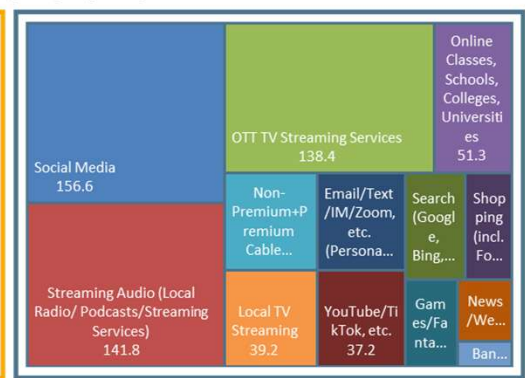 Social Media
156.6
Streaming Audio (Local
Radio/ Podcasts/Streaming
Services)
141.8
OTT TV Streaming Services
138.4
Online
Classes,
Schools,
Colleges,
Universiti
es
51.3
Non-
Premium+P
remium
Cable...
Email/Text
/IM/Zoom,
etc.
(Persona...
Search
(Googl
e,
Bing,...
Shop
ping
(incl.
Fo...
Local TV
Streaming
39.2
YouTube/Ti
kTok, etc.
37.2
Gam
es/Fa
nta...
News
/We...
Ban...